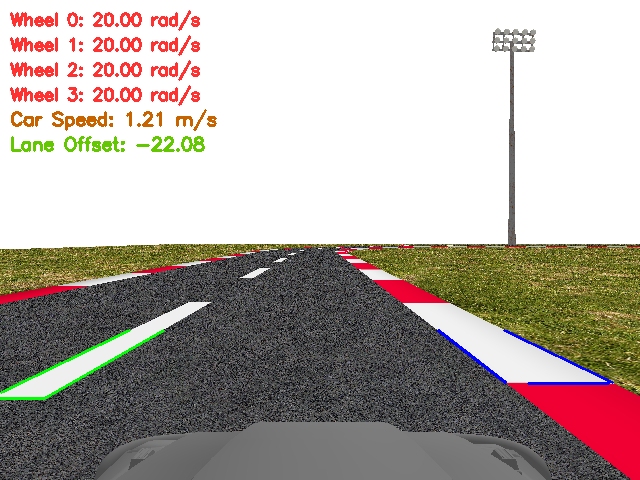 Wheel 0: 20.00 rad/s
Wheel 1: 20.00 rad/s
Wheel 2: 20.00 rad/s
Wheel 3: 20.00 rad/s
Car Speed: 1.21 m/s
Lane Offset: -22.08